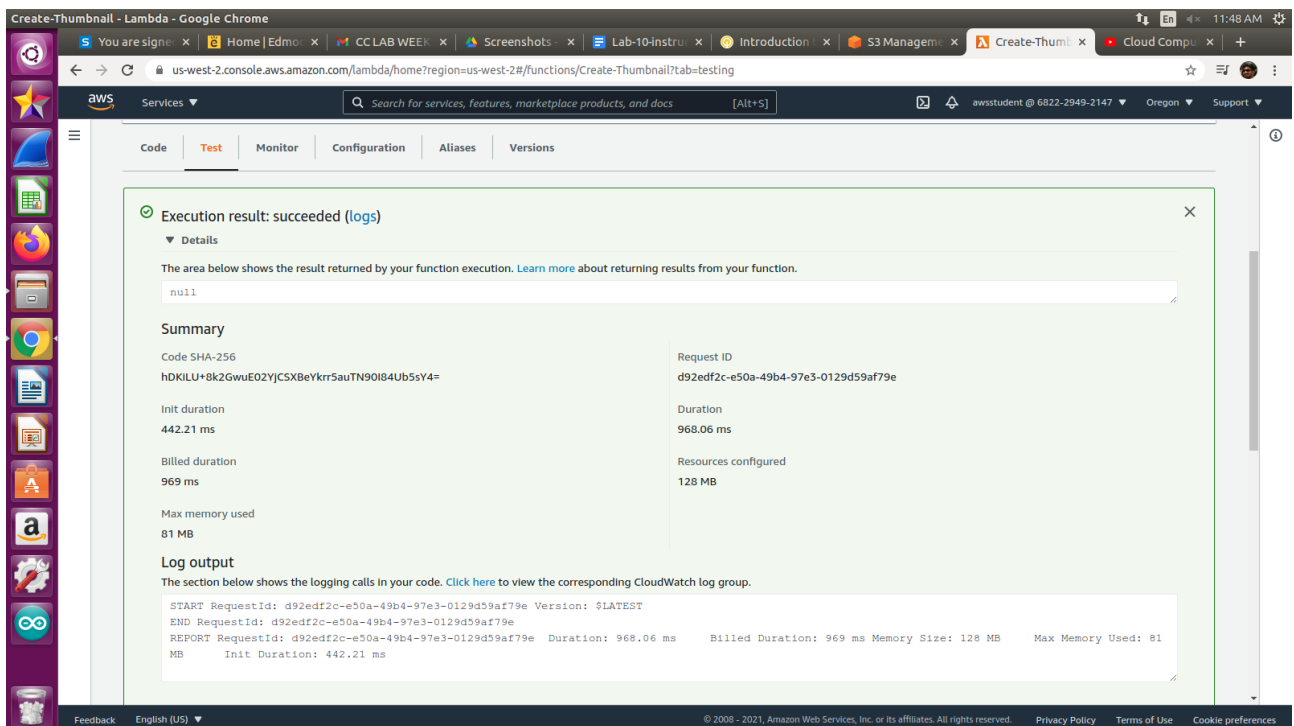 Create-Thumbnail - Lambda - Google Chrome
En 11:48 AM
You are signe
Home | Edmod
CC LAB WEEK
Screenshots -
Lab-10-instruc
Introduction t
S3 Manageme
Create-Thumb
Cloud Compu
us-west-2.console.aws.amazon.com/lambda/home?region=us-west-2#/functions/Create-Thumbnail?tab=testing
aws Services ▼ Search for services, features, marketplace products, and docs [Alt+S] awsstudent @ 6822-2949-2147 ▼ Oregon ▼ Support ▼
Code Test Monitor Configuration Aliases Versions
Execution result: succeeded (logs)
▼ Details
The area below shows the result returned by your function execution. Learn more about returning results from your function.
null
Summary
Code SHA-256
hDKiLU+8k2GwuE02YjCSXBeYkrr5auTN90I84Ub5sY4=
Request ID
d92edf2c-e50a-49b4-97e3-0129d59af79e
Init duration
442.21 ms
Duration
968.06 ms
Billed duration
969 ms
Resources configured
128 MB
Max memory used
81 MB
Log output
The section below shows the logging calls in your code. Click here to view the corresponding CloudWatch log group.
START RequestId: d92edf2c-e50a-49b4-97e3-0129d59af79e Version: $LATEST
END RequestId: d92edf2c-e50a-49b4-97e3-0129d59af79e
REPORT RequestId: d92edf2c-e50a-49b4-97e3-0129d59af79e Duration: 968.06 ms Billed Duration: 969 ms Memory Size: 128 MB Max Memory Used: 81
MB Init Duration: 442.21 ms
Feedback English (US) ▼ © 2008 - 2021, Amazon Web Services, Inc. or its affiliates. All rights reserved. Privacy Policy Terms of Use Cookie preferences